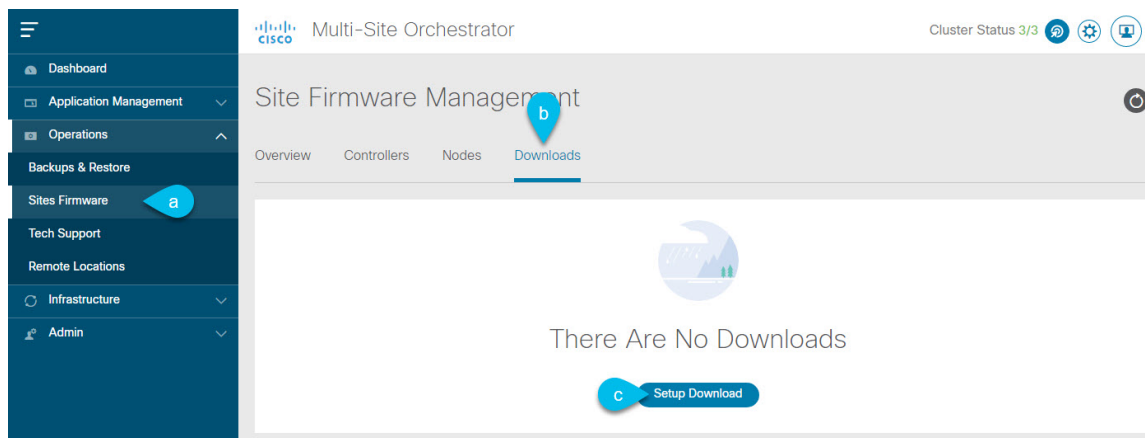 cisco Multi-Site Orchestrator
Cluster Status 3/3
Dashboard
Application Management
Operations
Backups & Restore
Sites Firmware
a
Tech Support
Remote Locations
Infrastructure
Admin
Site Firmware Management
b
Overview Controllers Nodes Downloads
There Are No Downloads
c
Setup Download